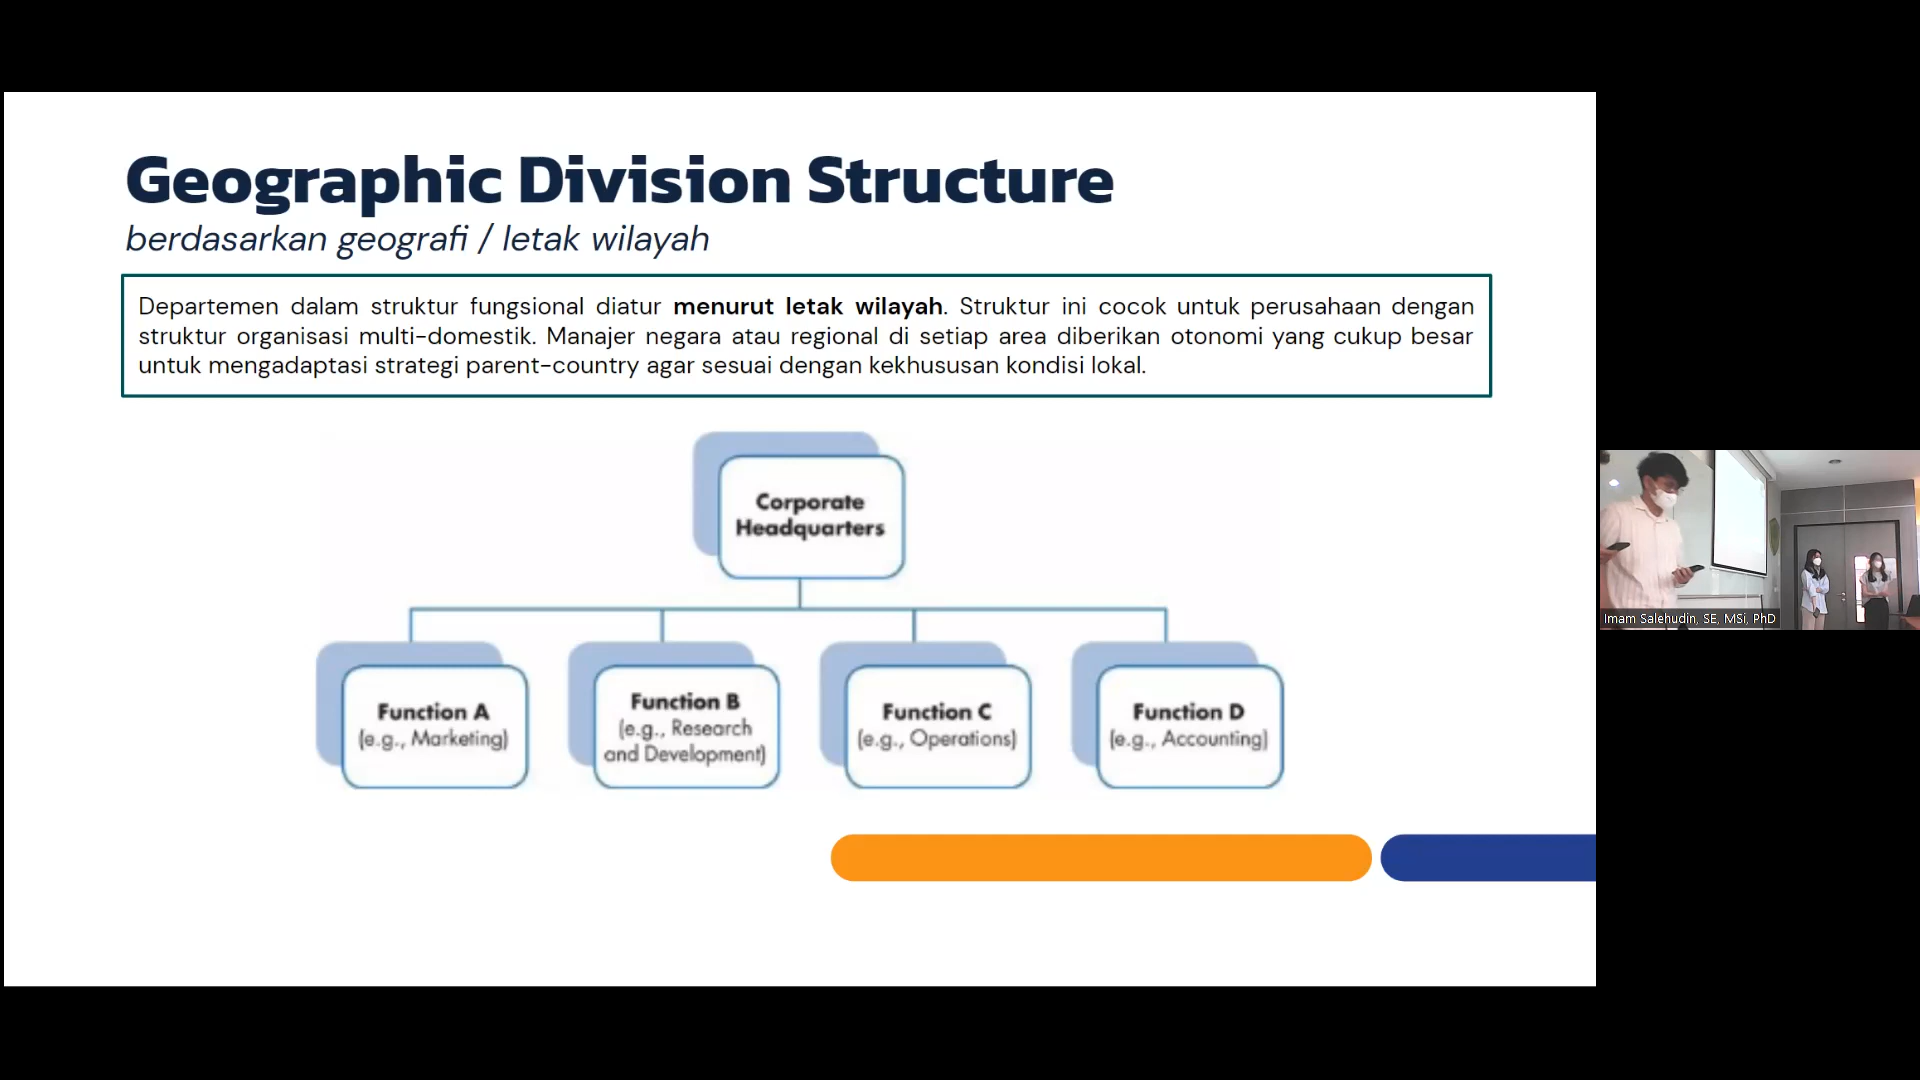 Geographic Division Structure
berdasarkan geografi / letak wilayah
Departemen dalam struktur fungsional diatur menurut letak wilayah. Struktur ini cocok untuk perusahaan dengan
struktur organisasi multi-domestik. Manajer negara atau regional di setiap area diberikan otonomi yang cukup besar
untuk mengadaptasi strategi parent-country agar sesuai dengan kekhususan kondisi lokal.
Corporate
Headquarters
Function A
(e.g., Marketing)
Function B
(e.g., Research
and Development)
Function C
(e.g., Operations)
Function D
(e.g., Accounting)
Imam Salehudin, SE, MSi, PhD